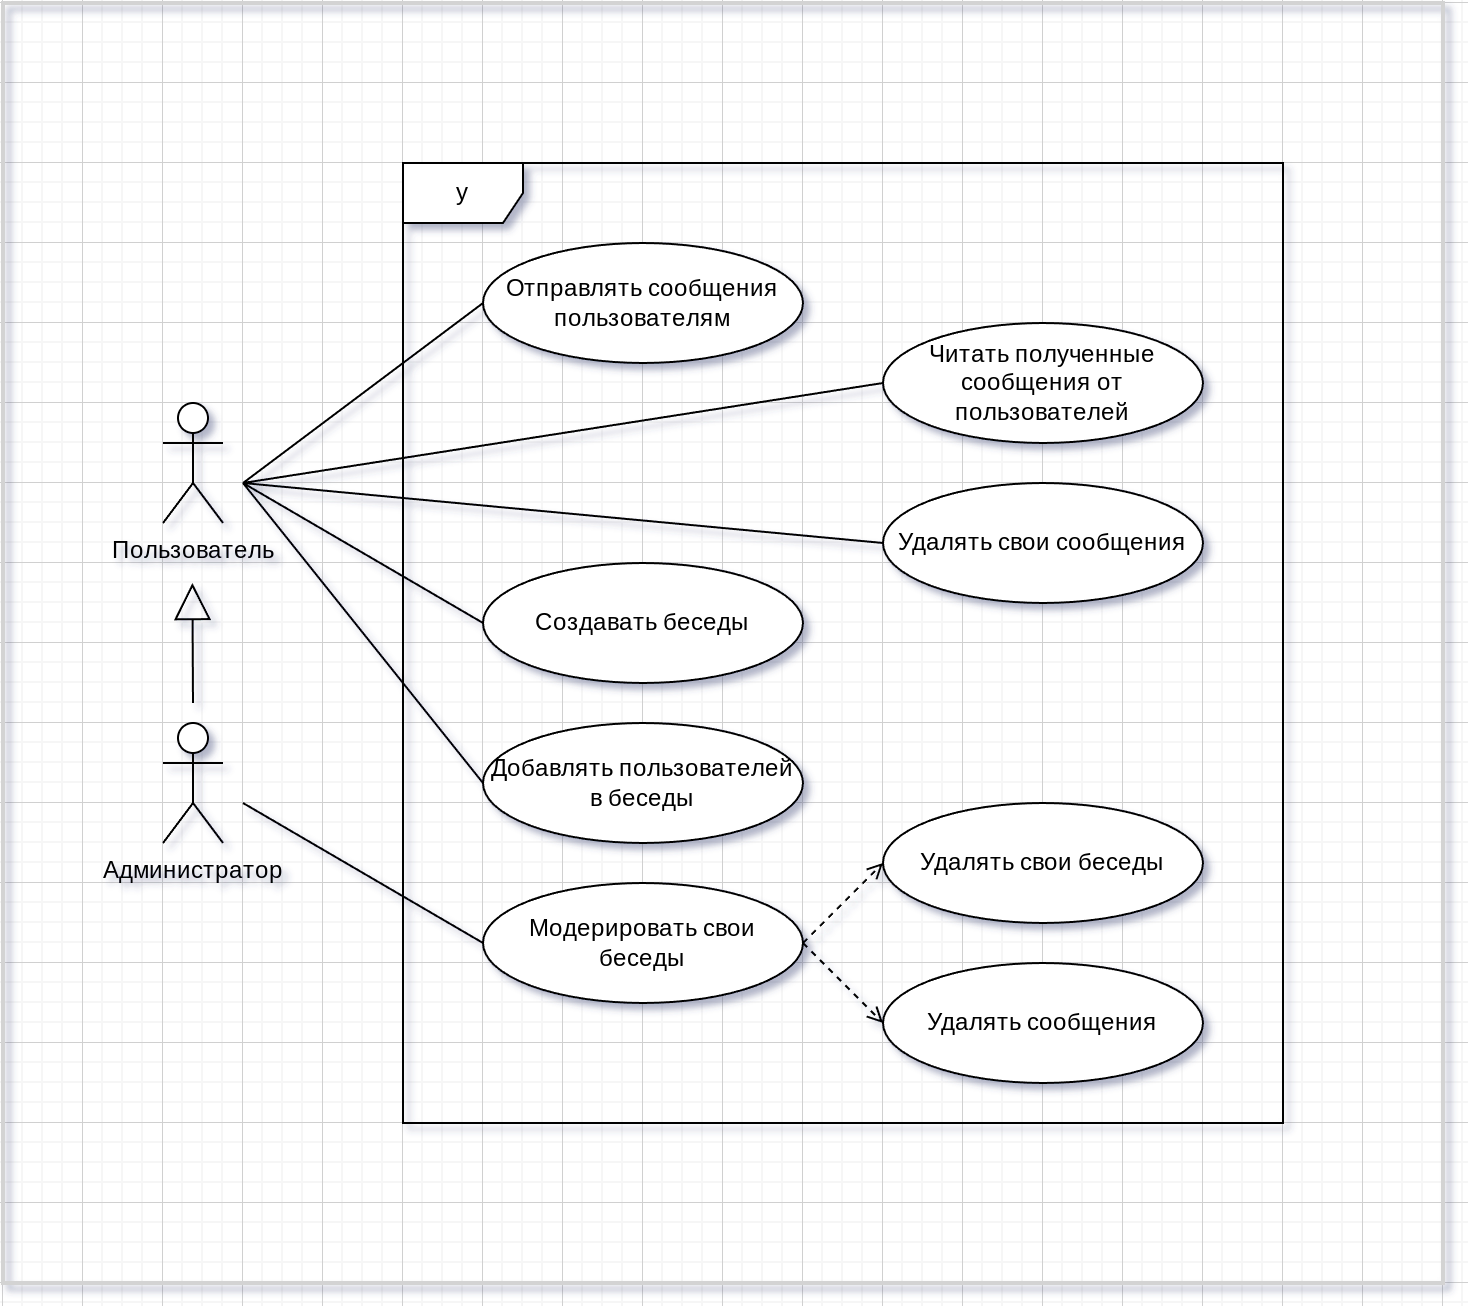 у
Отправлять сообщения
пользователям
Читать полученные
сообщения от
пользователей
Пользователь
Удалять свои сообщения
Создавать беседы
Добавлять пользователей
в беседы
Администратор
Удалять свои беседы
Модерировать свои
беседы
Удалять сообщения